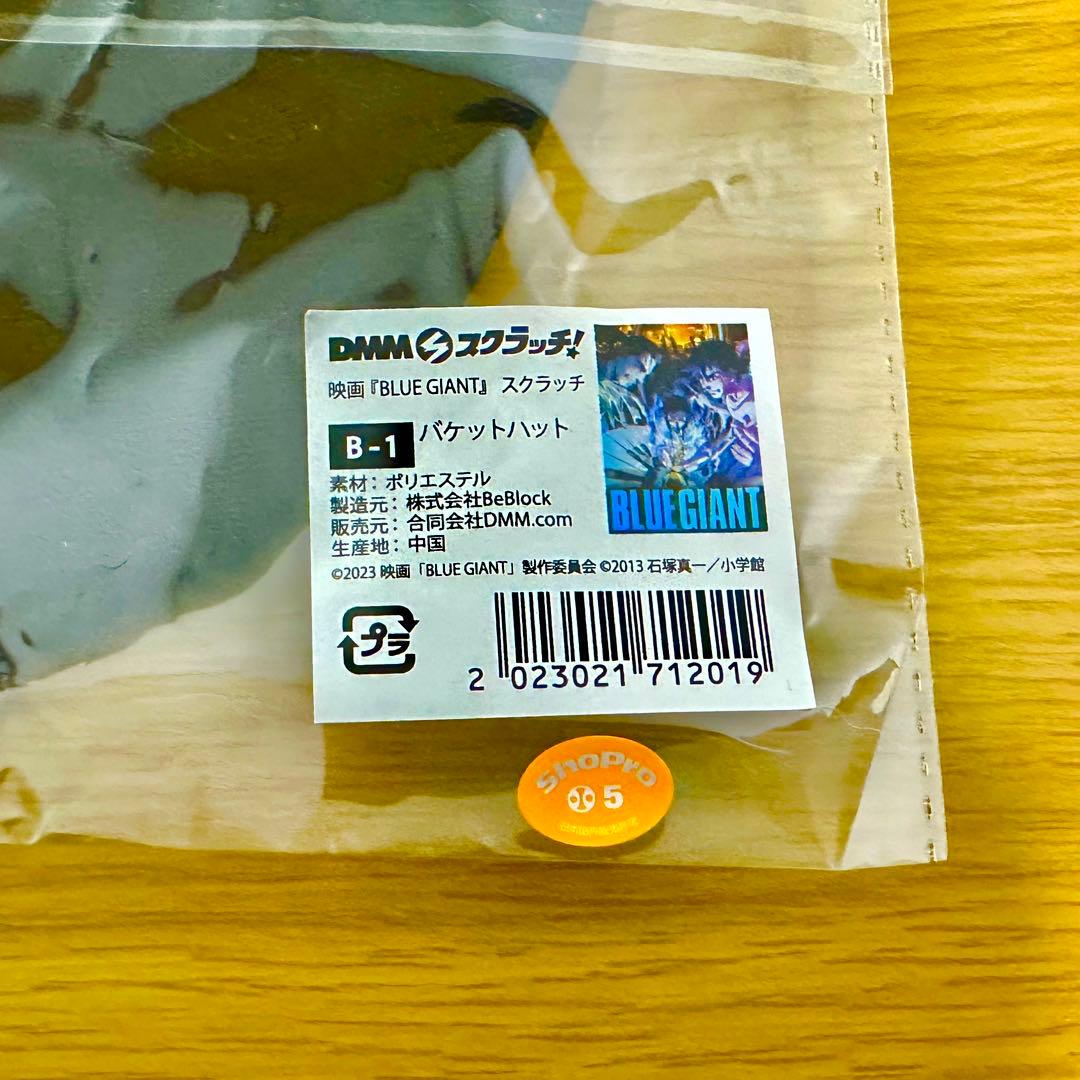 DMM スクラッチ!
映画『BLUE GIANT』 スクラッチ
B-1 バケットハット
素材：ポリエステル
製造元：株式会社BeBlock
販売元：合同会社DMM.com
生産地：中国
BLUE GIANT
©2023 映画「BLUE GIANT」製作委員会 ©2013 石塚真一／小学館
プラ
2 023021 712019
ShoPro
5